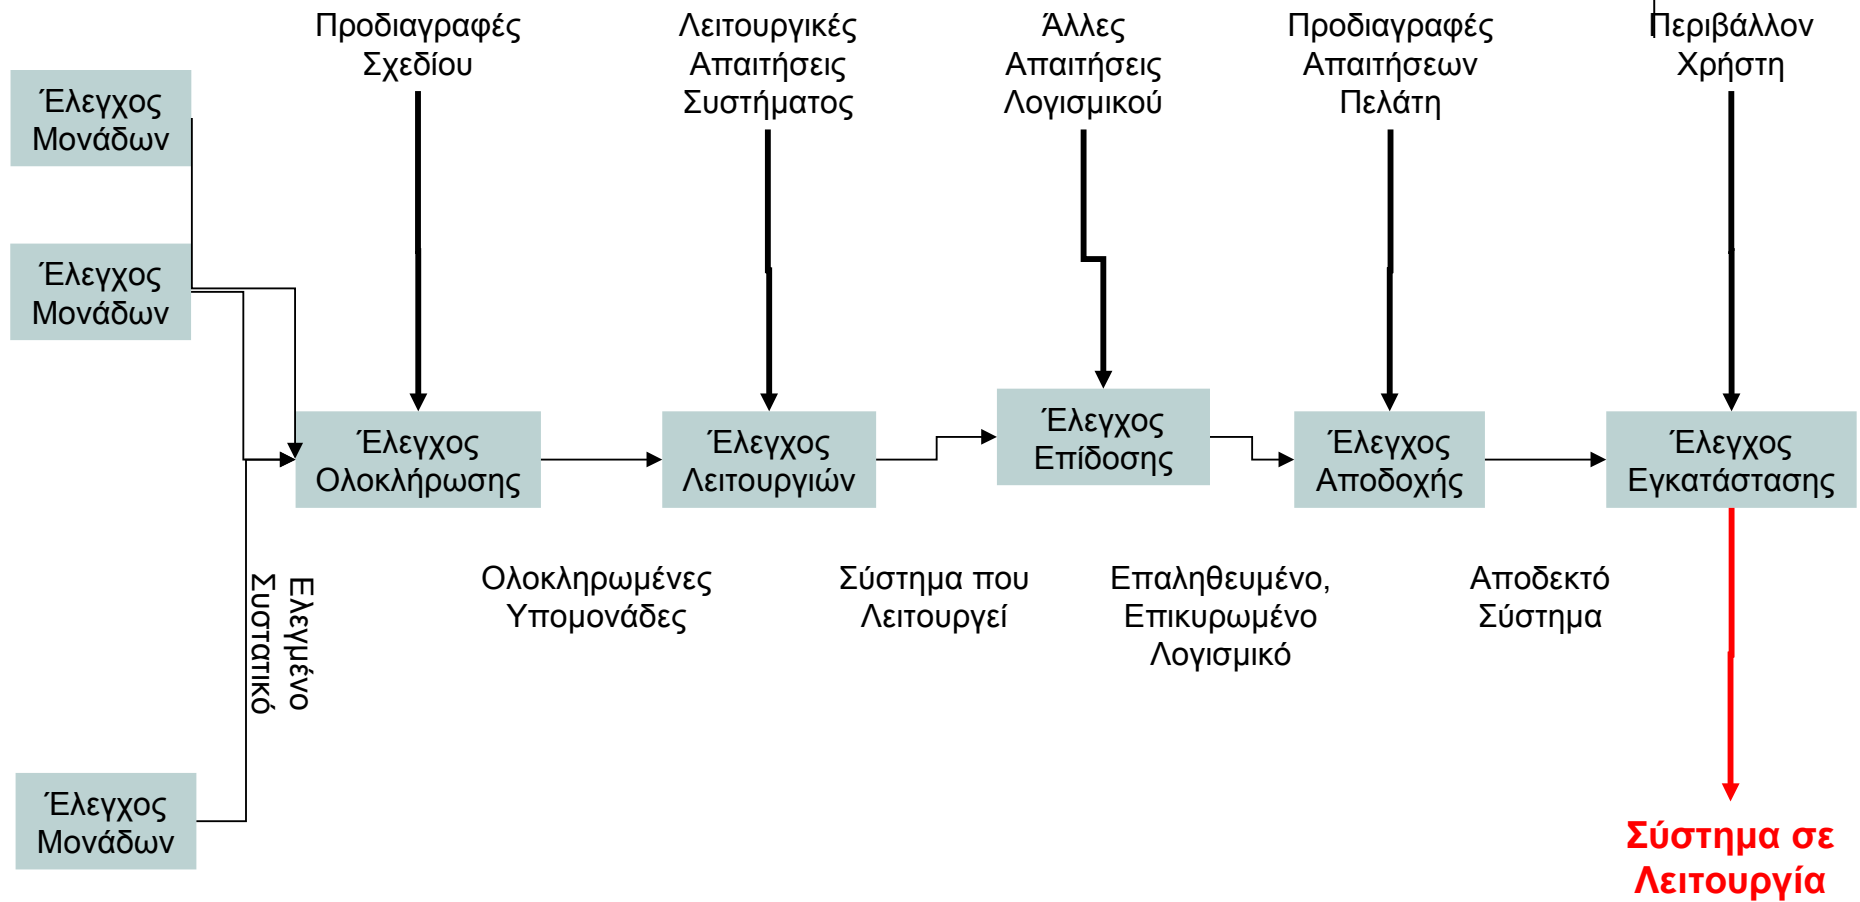 Προδιαγραφές
Σχεδίου
Λειτουργικές
Απαιτήσεις
Συστήματος
Άλλες
Απαιτήσεις
Λογισμικού
Προδιαγραφές
Απαιτήσεων
Πελάτη
Περιβάλλον
Χρήστη
Έλεγχος
Μονάδων
Έλεγχος
Μονάδων
Έλεγχος
Ολοκλήρωσης
Έλεγχος
Λειτουργιών
Έλεγχος
Επίδοσης
Έλεγχος
Αποδοχής
Έλεγχος
Εγκατάστασης
Ελεγμένο
Συστατικό
Ολοκληρωμένες
Υπομονάδες
Σύστημα που
Λειτουργεί
Επαληθευμένο,
Επικυρωμένο
Λογισμικό
Αποδεκτό
Σύστημα
Έλεγχος
Μονάδων
Σύστημα σε
Λειτουργία